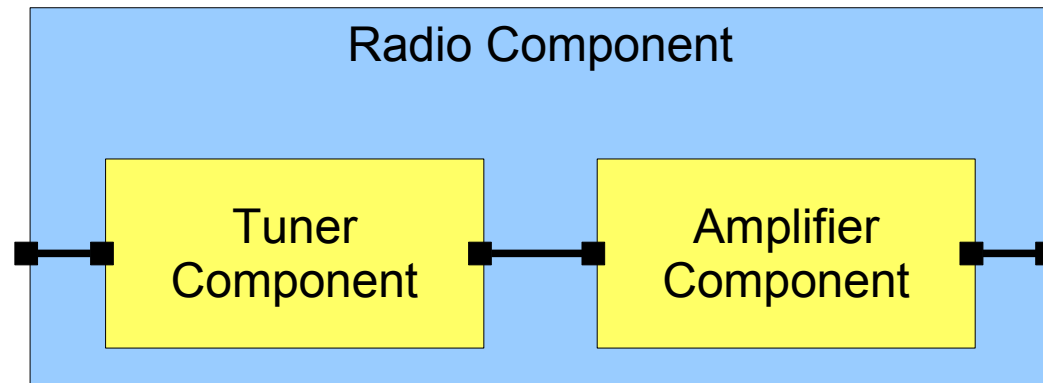 Radio Component
Tuner
Component
Amplifier
Component